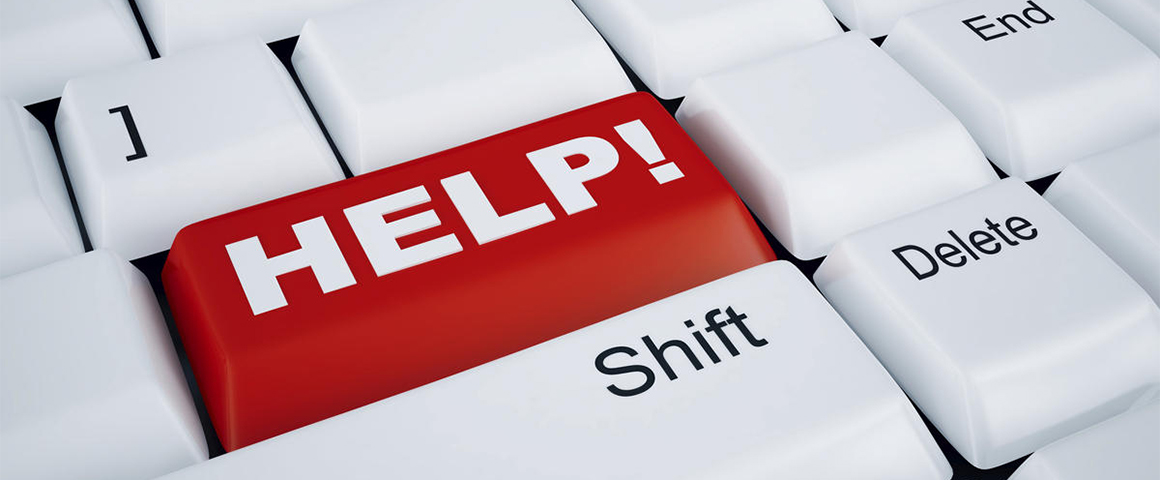 End
]
HELP!
Delete
Shift